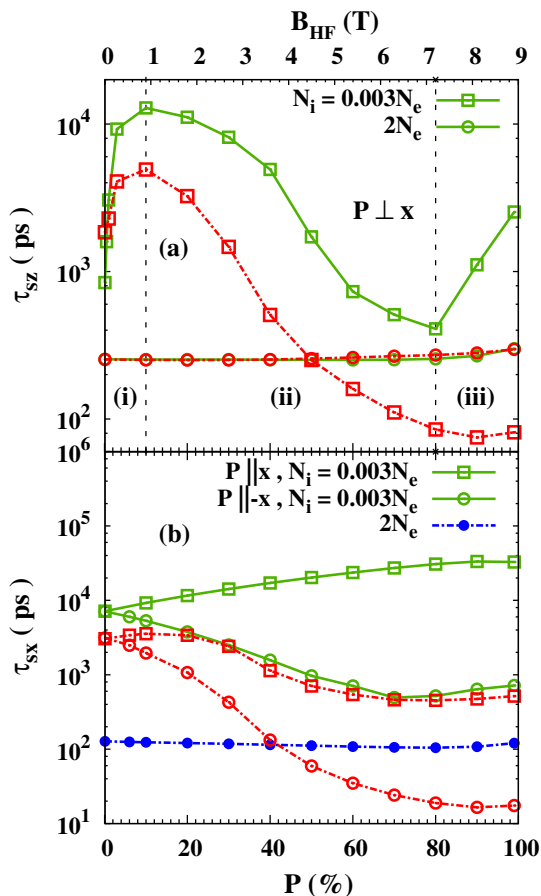 B_HF (T)
0 1 2 3 4 5 6 7 8 9
N_i = 0.003N_e
2N_e
10^4
P ⊥ x
(a)
τ_sz ( ps )
10^3
(i) (ii) (iii)
10^2
10^6
P ||x , N_i = 0.003N_e
P ||-x , N_i = 0.003N_e
2N_e
(b)
10^5
10^4
τ_sx ( ps )
10^3
10^2
10^1
0 20 40 60 80 100
P (%)